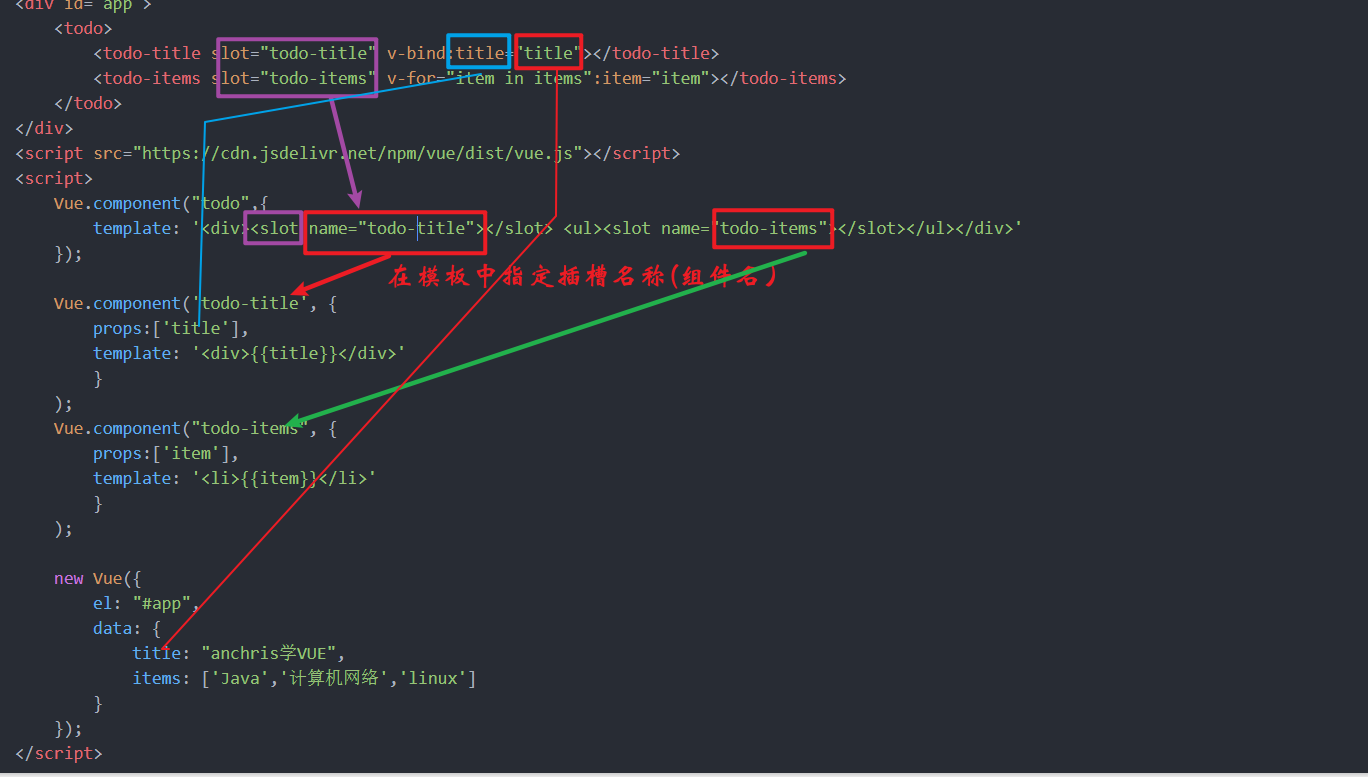 <div id="app">
<todo>
<todo-title slot="todo-title" v-bind:title="title"></todo-title>
<todo-items slot="todo-items" v-for="item in items":item="item"></todo-items>
</todo>
</div>
<script src="https://cdn.jsdelivr.net/npm/vue/dist/vue.js"></script>
<script>
Vue.component("todo",{
template: '<div><slot name="todo-title"></slot> <ul><slot name="todo-items"></slot></ul></div>'
});
在模板中指定插槽名称(组件名)
Vue.component('todo-title', {
props:['title'],
template: '<div>{{title}}</div>'
}
);
Vue.component("todo-items", {
props:['item'],
template: '<li>{{item}}</li>'
}
);
new Vue({
el: "#app",
data: {
title: "anchris学VUE",
items: ['Java','计算机网络','linux']
}
});
</script>